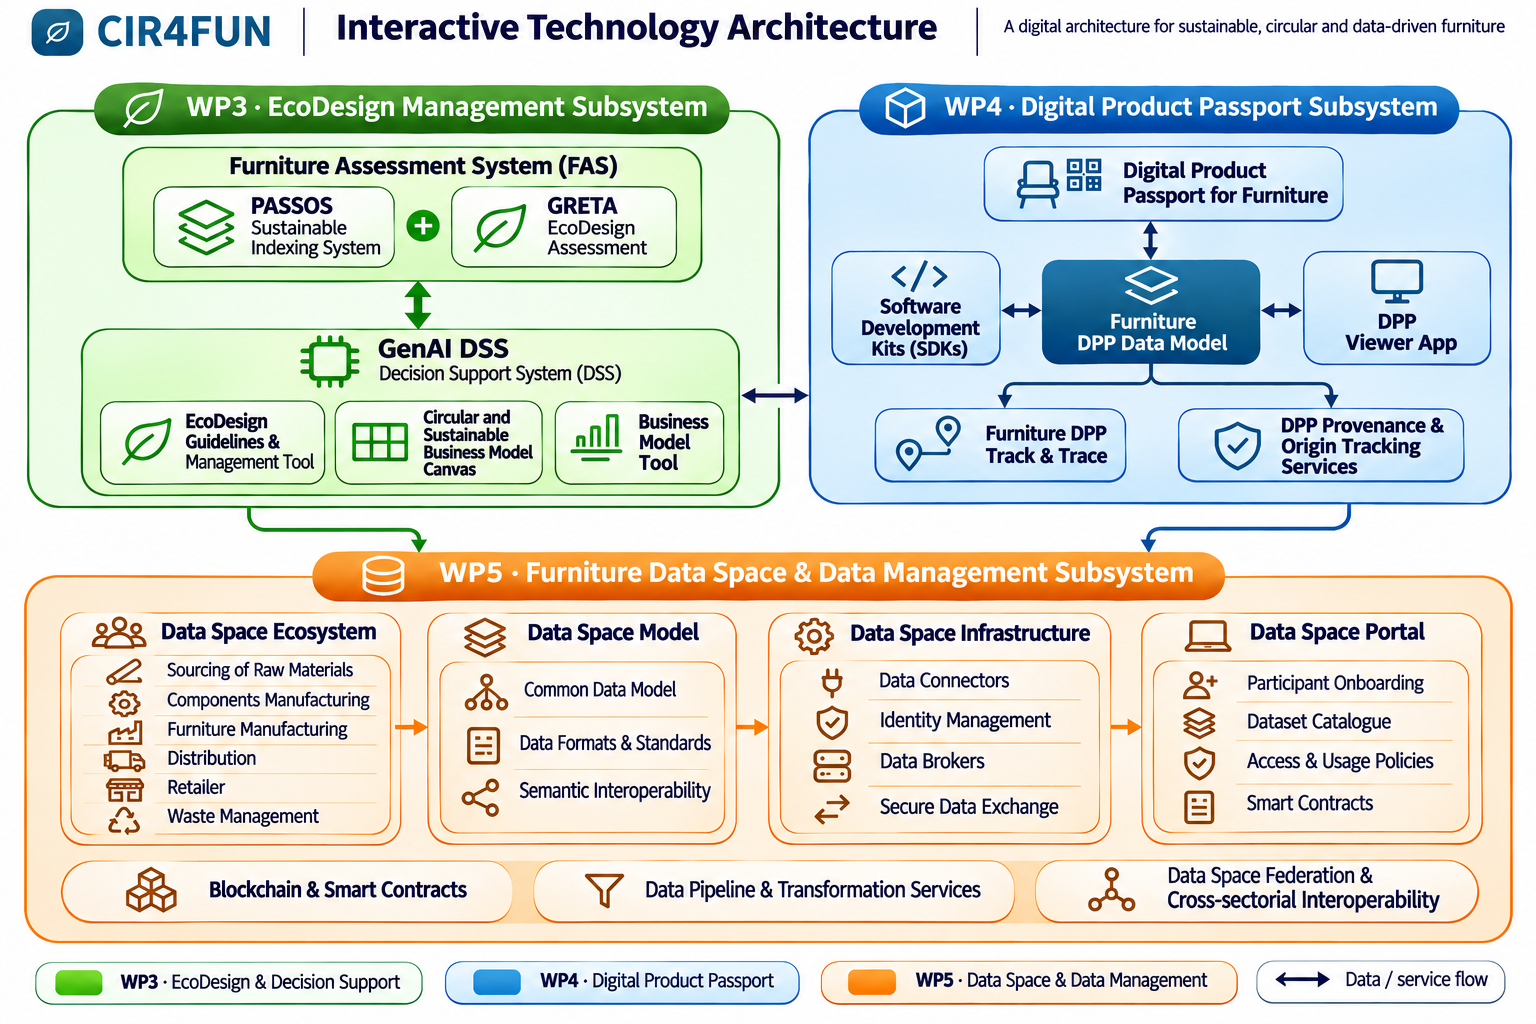 CIR4FUN
Interactive Technology Architecture
A digital architecture for sustainable, circular and data-driven furniture
WP3 · EcoDesign Management Subsystem
Furniture Assessment System (FAS)
PASSOS
Sustainable
Indexing System
GRETA
EcoDesign
Assessment
GenAI DSS
Decision Support System (DSS)
EcoDesign
Guidelines &
Management Tool
Circular and
Sustainable
Business Model
Canvas
Business
Model
Tool
WP4 · Digital Product Passport Subsystem
Digital Product
Passport for Furniture
</>
Software
Development
Kits (SDKs)
Furniture
DPP Data Model
DPP
Viewer App
Furniture DPP
Track & Trace
DPP Provenance &
Origin Tracking
Services
WP5 · Furniture Data Space & Data Management Subsystem
Data Space Ecosystem
Sourcing of Raw Materials
Components Manufacturing
Furniture Manufacturing
Distribution
Retailer
Waste Management
Data Space Model
Common Data Model
Data Formats & Standards
Semantic Interoperability
Data Space Infrastructure
Data Connectors
Identity Management
Data Brokers
Secure Data Exchange
Data Space Portal
Participant Onboarding
Dataset Catalogue
Access & Usage Policies
Smart Contracts
Blockchain & Smart Contracts
Data Pipeline & Transformation Services
Data Space Federation &
Cross-sectorial Interoperability
WP3 · EcoDesign & Decision Support
WP4 · Digital Product Passport
WP5 · Data Space & Data Management
Data / service flow